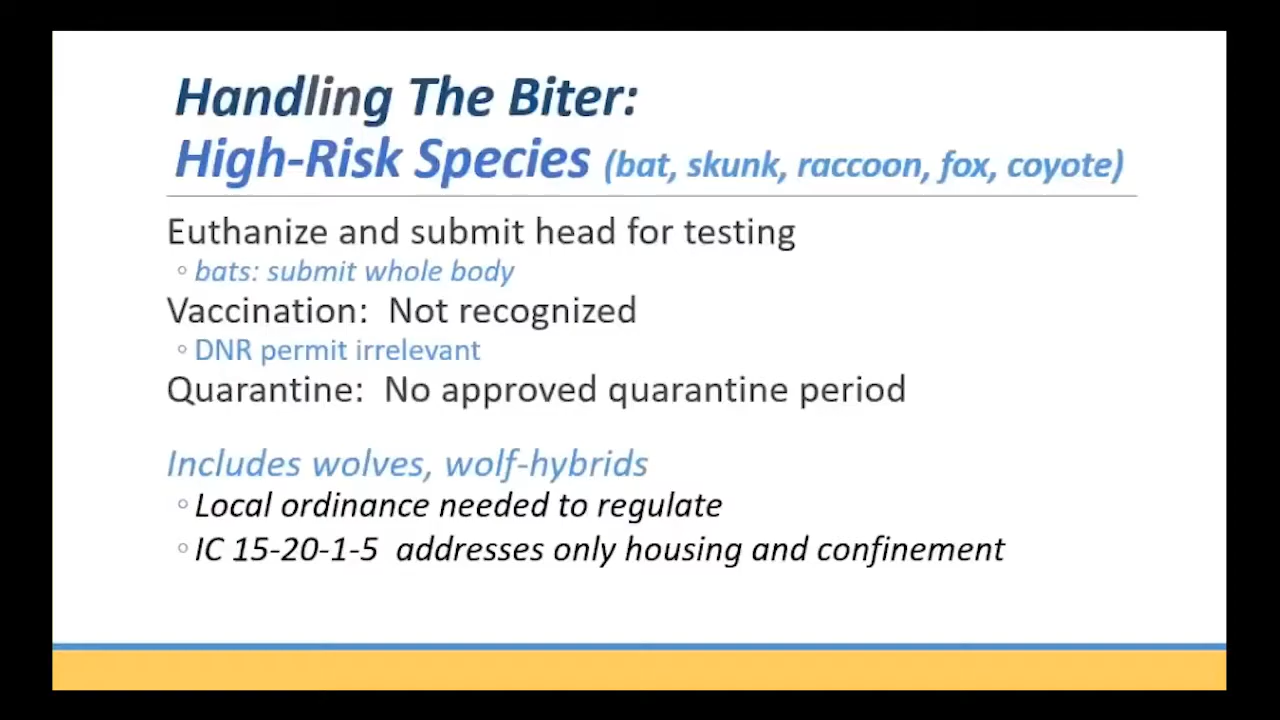 Handling The Biter:
High-Risk Species (bat, skunk, raccoon, fox, coyote)
Euthanize and submit head for testing
◦ bats: submit whole body
Vaccination: Not recognized
◦ DNR permit irrelevant
Quarantine: No approved quarantine period
Includes wolves, wolf-hybrids
◦ Local ordinance needed to regulate
◦ IC 15-20-1-5 addresses only housing and confinement